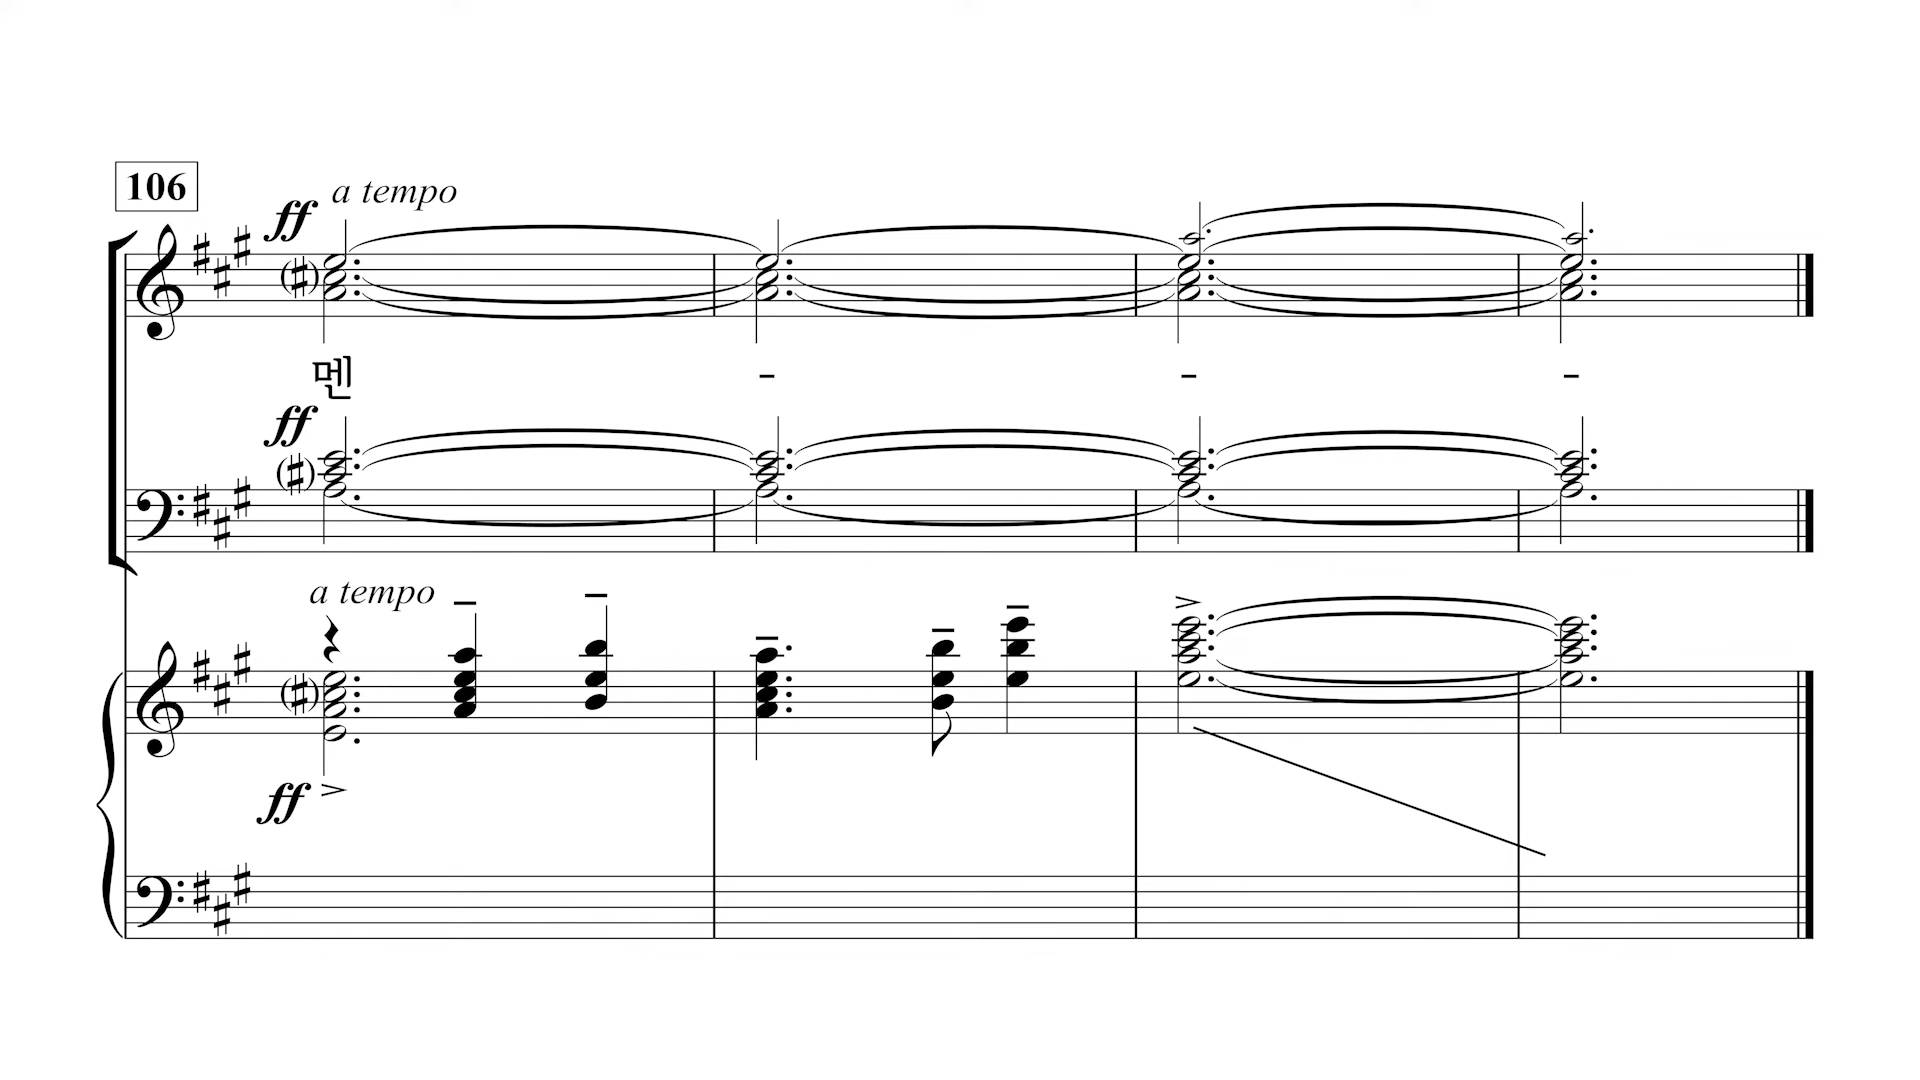 106
ff a tempo
멘 - - -
ff
a tempo
ff